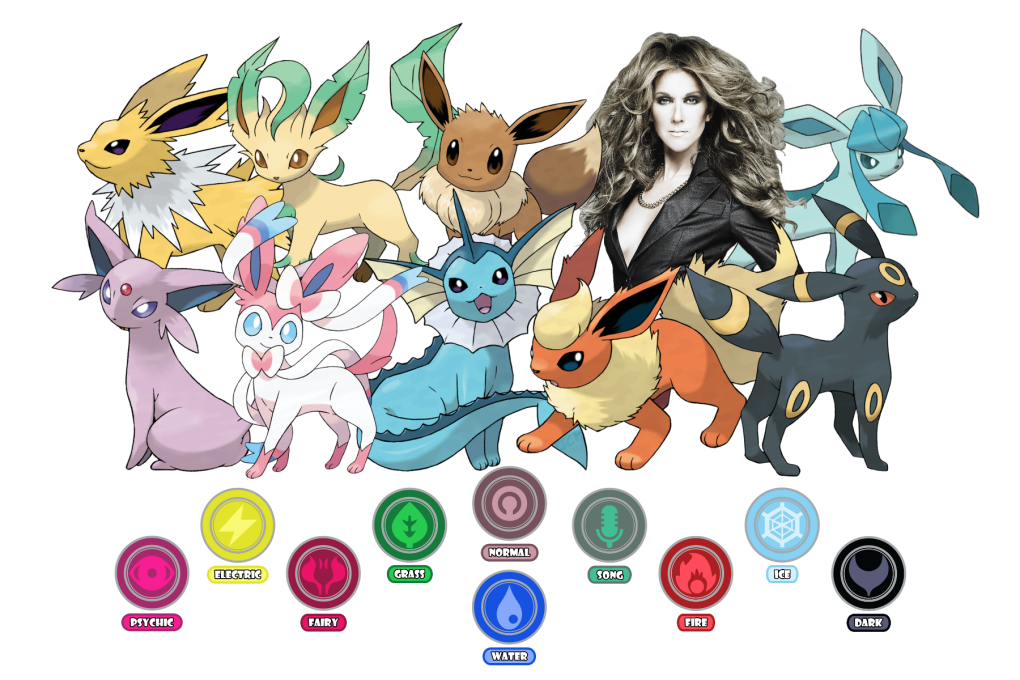 NORMAL
ELECTRIC
GRASS
SONG
ICE
PSYCHIC
FAIRY
FIRE
DARK
WATER